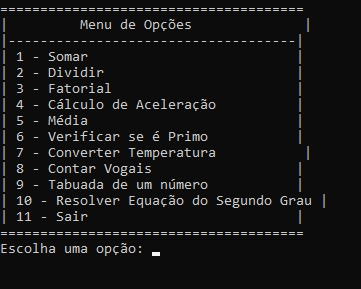 =====================================
|         Menu de Opções              |
|-----------------------------------|
| 1 - Somar                          |
| 2 - Dividir                        |
| 3 - Fatorial                       |
| 4 - Cálculo de Aceleração          |
| 5 - Média                          |
| 6 - Verificar se é Primo           |
| 7 - Converter Temperatura           |
| 8 - Contar Vogais                  |
| 9 - Tabuada de um número           |
| 10 - Resolver Equação do Segundo Grau |
| 11 - Sair                          |
=====================================
Escolha uma opção: